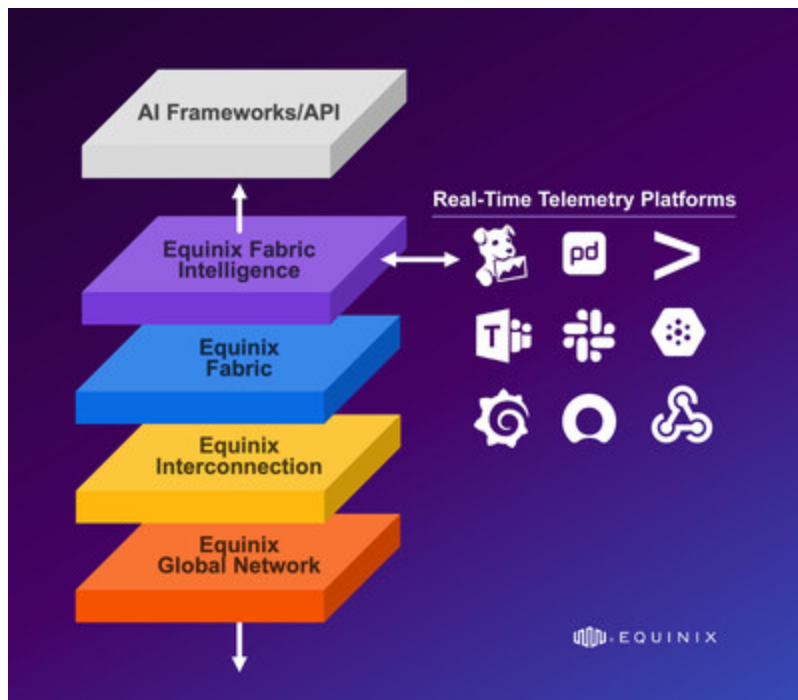 AI Frameworks/API
Real-Time Telemetry Platforms
Equinix Fabric
Intelligence
pd
T
Equinix
Fabric
Equinix
Interconnection
Equinix
Global Network
EQUINIX